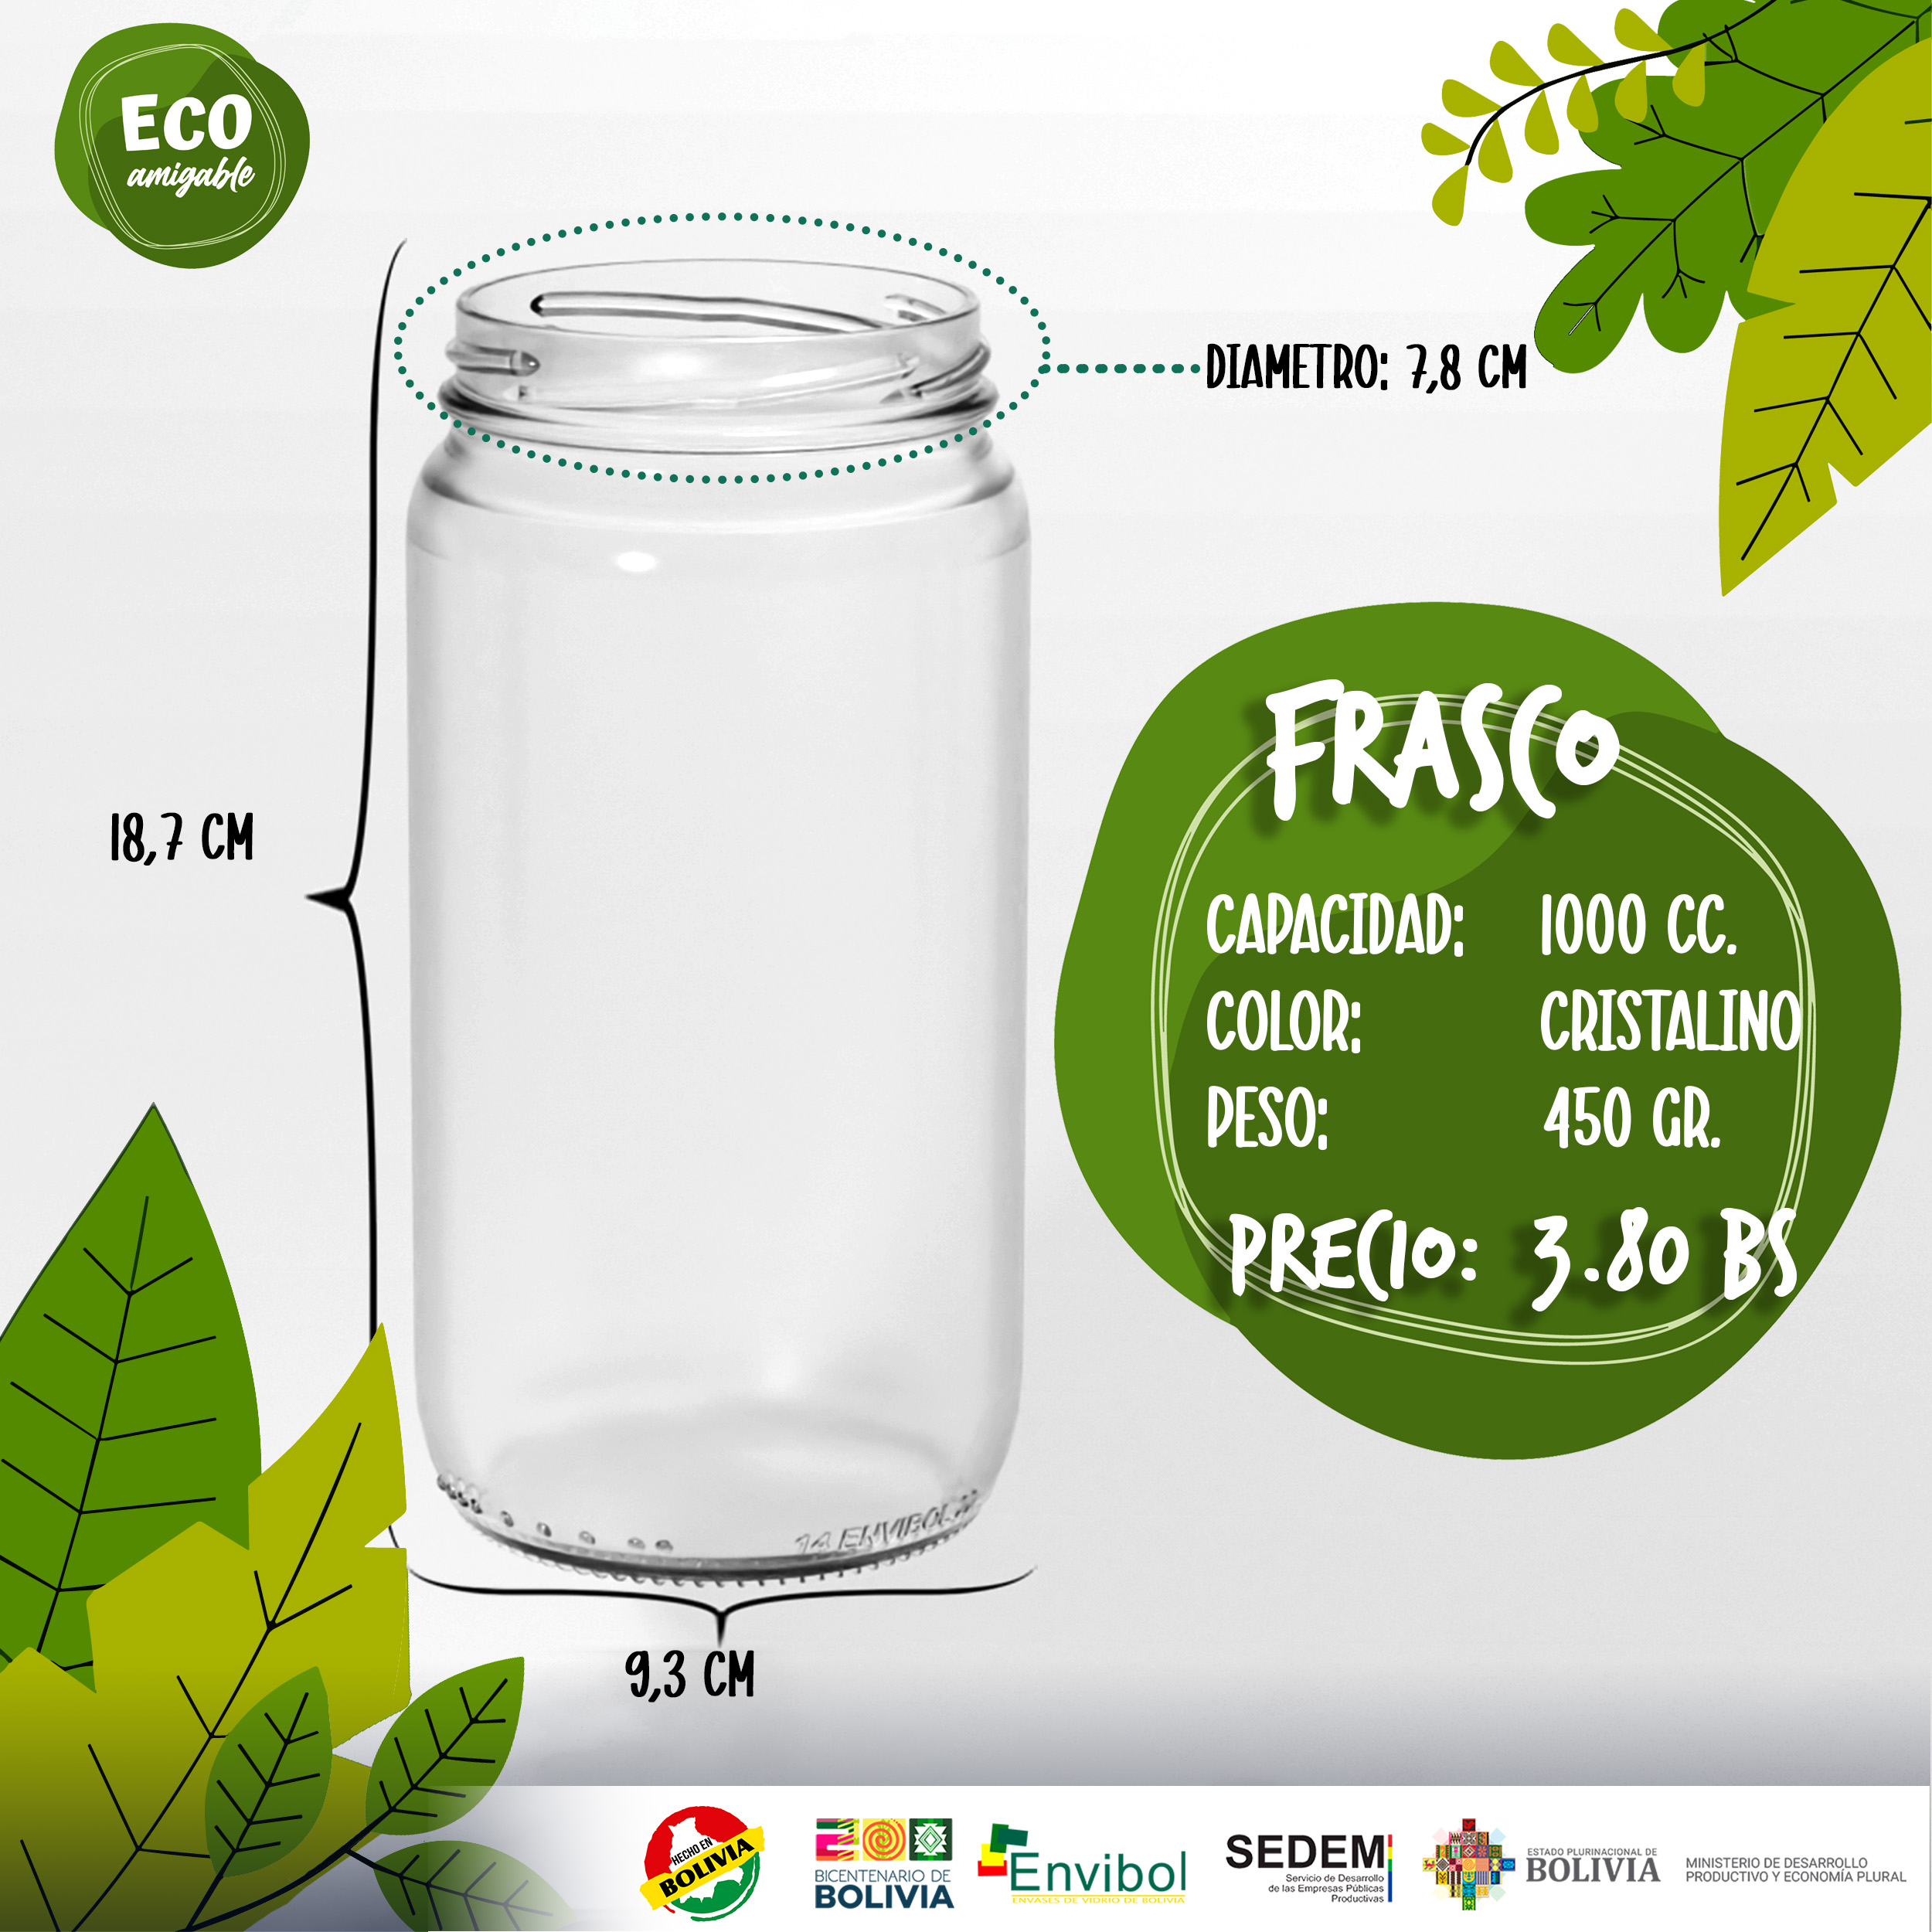 ECO
amigable
DIAMETRO: 7,8 CM
18,7 CM
FRASCO
CAPACIDAD: 1000 CC.
COLOR: CRISTALINO
PESO: 450 GR.
PRECIO: 3.80 BS
14 ENVIBOL
9,3 CM
HECHO EN
BOLIVIA
BICENTENARIO DE
BOLIVIA
Envibol
ENVASES DE VIDRIO DE BOLIVIA
SEDEM
Servicio de Desarrollo
de las Empresas Públicas
Productivas
ESTADO PLURINACIONAL DE
BOLIVIA
MINISTERIO DE DESARROLLO
PRODUCTIVO Y ECONOMÍA PLURAL